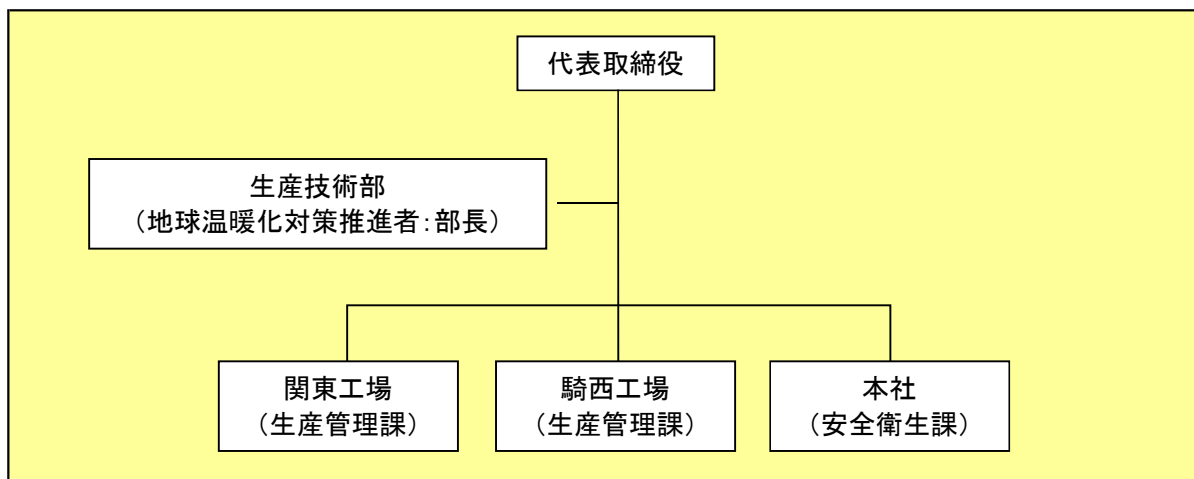 代表取締役
生産技術部
（地球温暖化対策推進者：部長）
関東工場
（生産管理課）
騎西工場
（生産管理課）
本社
（安全衛生課）